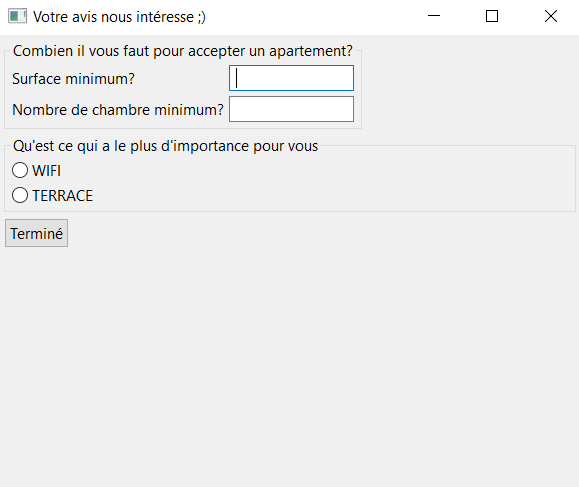 Votre avis nous intéresse ;)
Combien il vous faut pour accepter un apartement?
Surface minimum?
Nombre de chambre minimum?
Qu'est ce qui a le plus d'importance pour vous
WIFI
TERRACE
Terminé